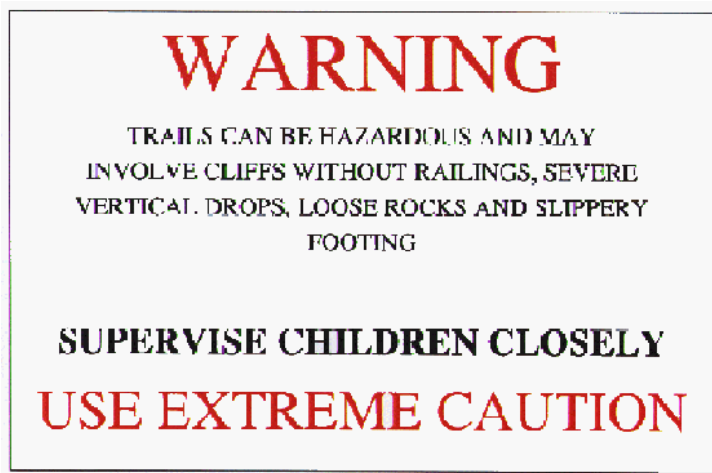 WARNING
TRAILS CAN BE HAZARDOUS AND MAY
INVOLVE CLIFFS WITHOUT RAILINGS, SEVERE
VERTICAL DROPS, LOOSE ROCKS AND SLIPPERY
FOOTING
SUPERVISE CHILDREN CLOSELY
USE EXTREME CAUTION